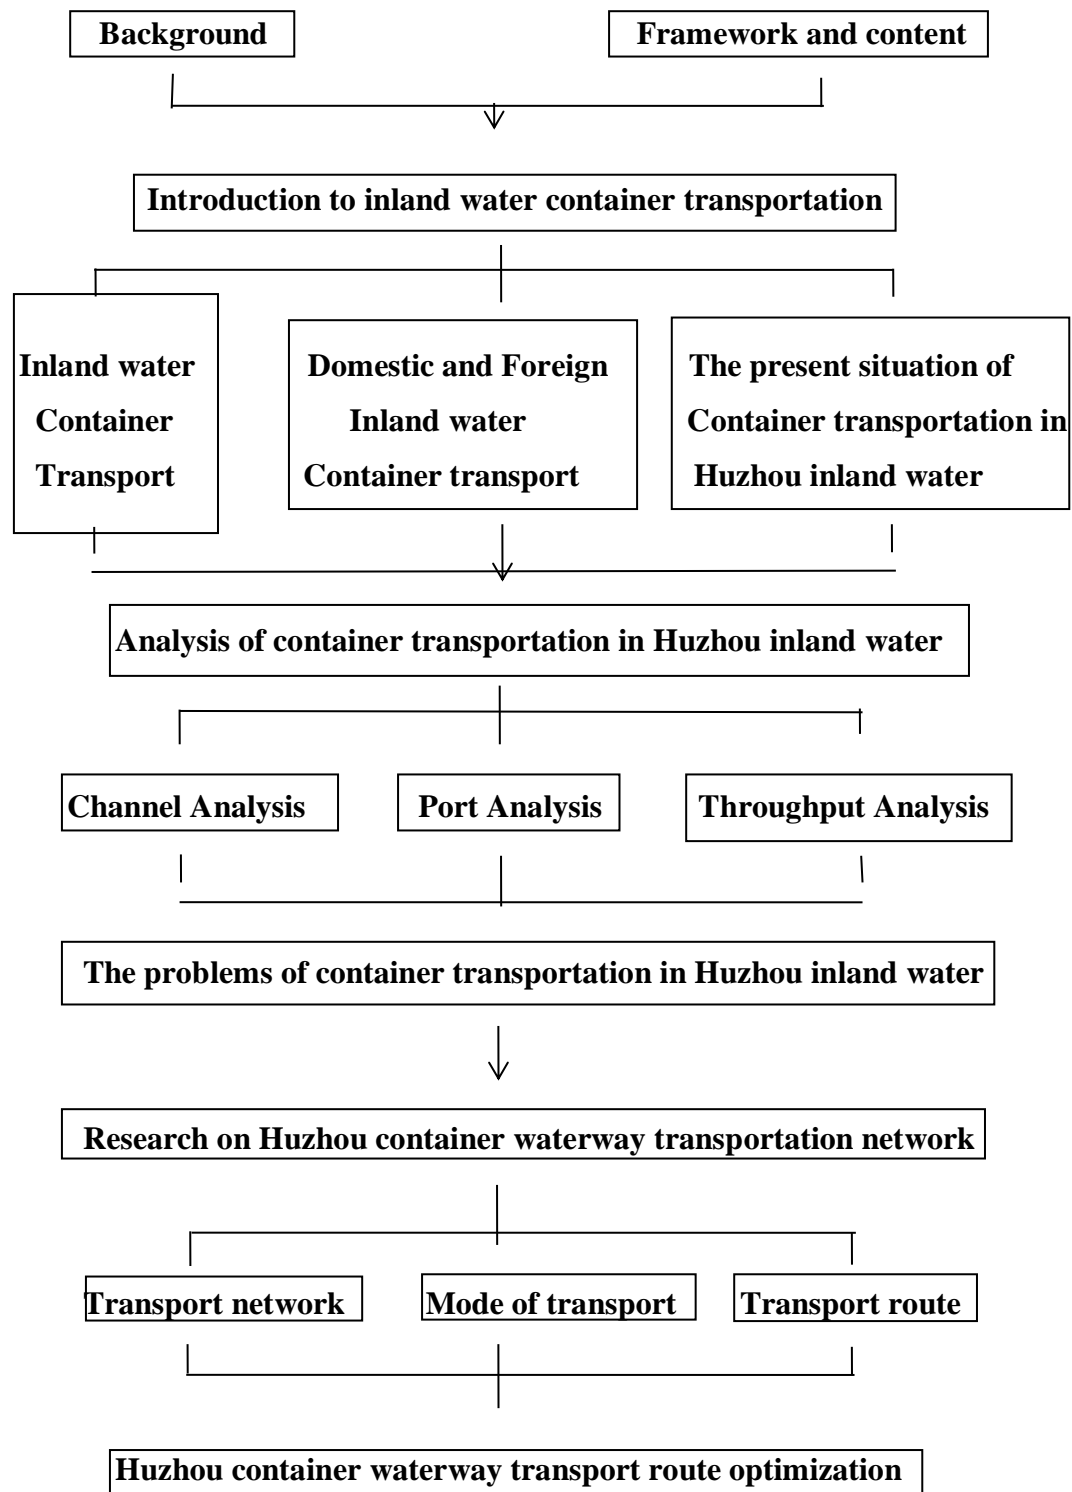 Background
Framework and content
Introduction to inland water container transportation
Inland water
Container
Transport
Domestic and Foreign
Inland water
Container transport
The present situation of
Container transportation in
Huzhou inland water
Analysis of container transportation in Huzhou inland water
Channel Analysis
Port Analysis
Throughput Analysis
The problems of container transportation in Huzhou inland water
Research on Huzhou container waterway transportation network
Transport network
Mode of transport
Transport route
Huzhou container waterway transport route optimization